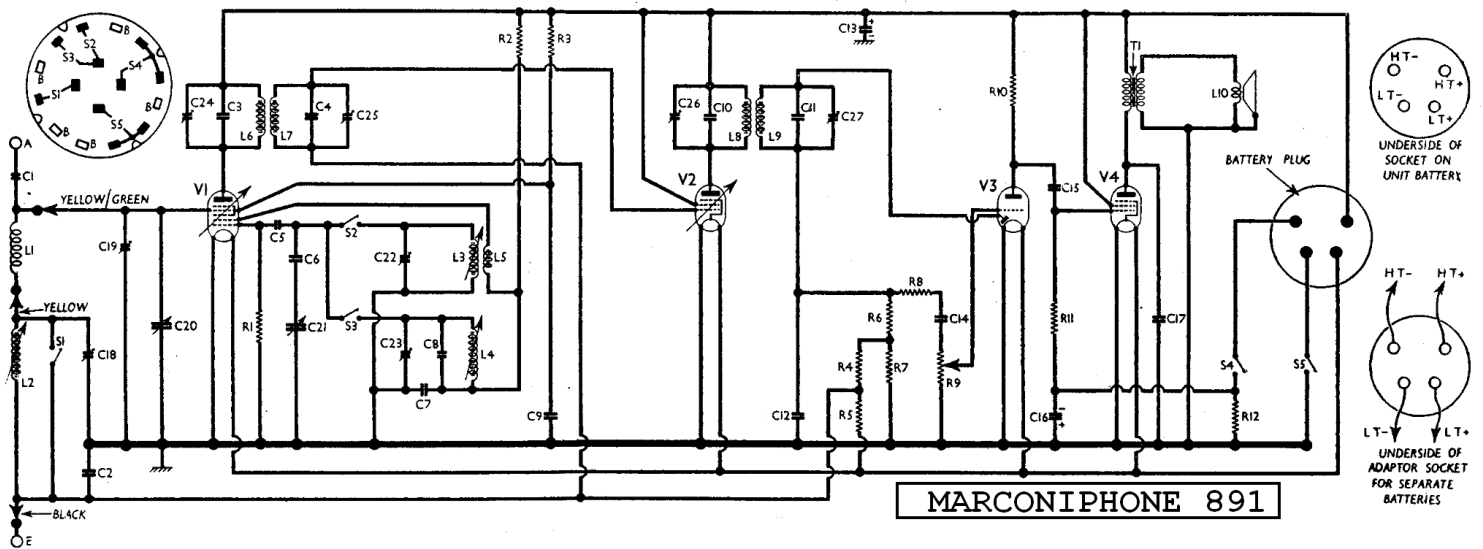 B
S2
S3
B
S4
B
S1
B
S5
B
B
A
C1
YELLOW/GREEN
L1
YELLOW
L2
S1
C18
C2
BLACK
E
C24
C3
L6
L7
C4
C25
V1
C19
C20
R1
C5
C6
C21
S2
S3
C22
L3
L5
C23
C8
L4
C7
R2
R3
C9
C26
C10
L8
L9
C11
C27
V2
C13
+
-
C12
R8
R6
R4
R7
R5
C14
R9
V3
R10
C15
R11
C16
-
+
V4
T1
L10
C17
S4
R12
S5
BATTERY PLUG
HT-
HT+
LT-
LT+
UNDERSIDE OF
SOCKET ON
UNIT BATTERY
HT-
HT+
LT-
LT+
UNDERSIDE OF
ADAPTOR SOCKET
FOR SEPARATE
BATTERIES
MARCONIPHONE 891